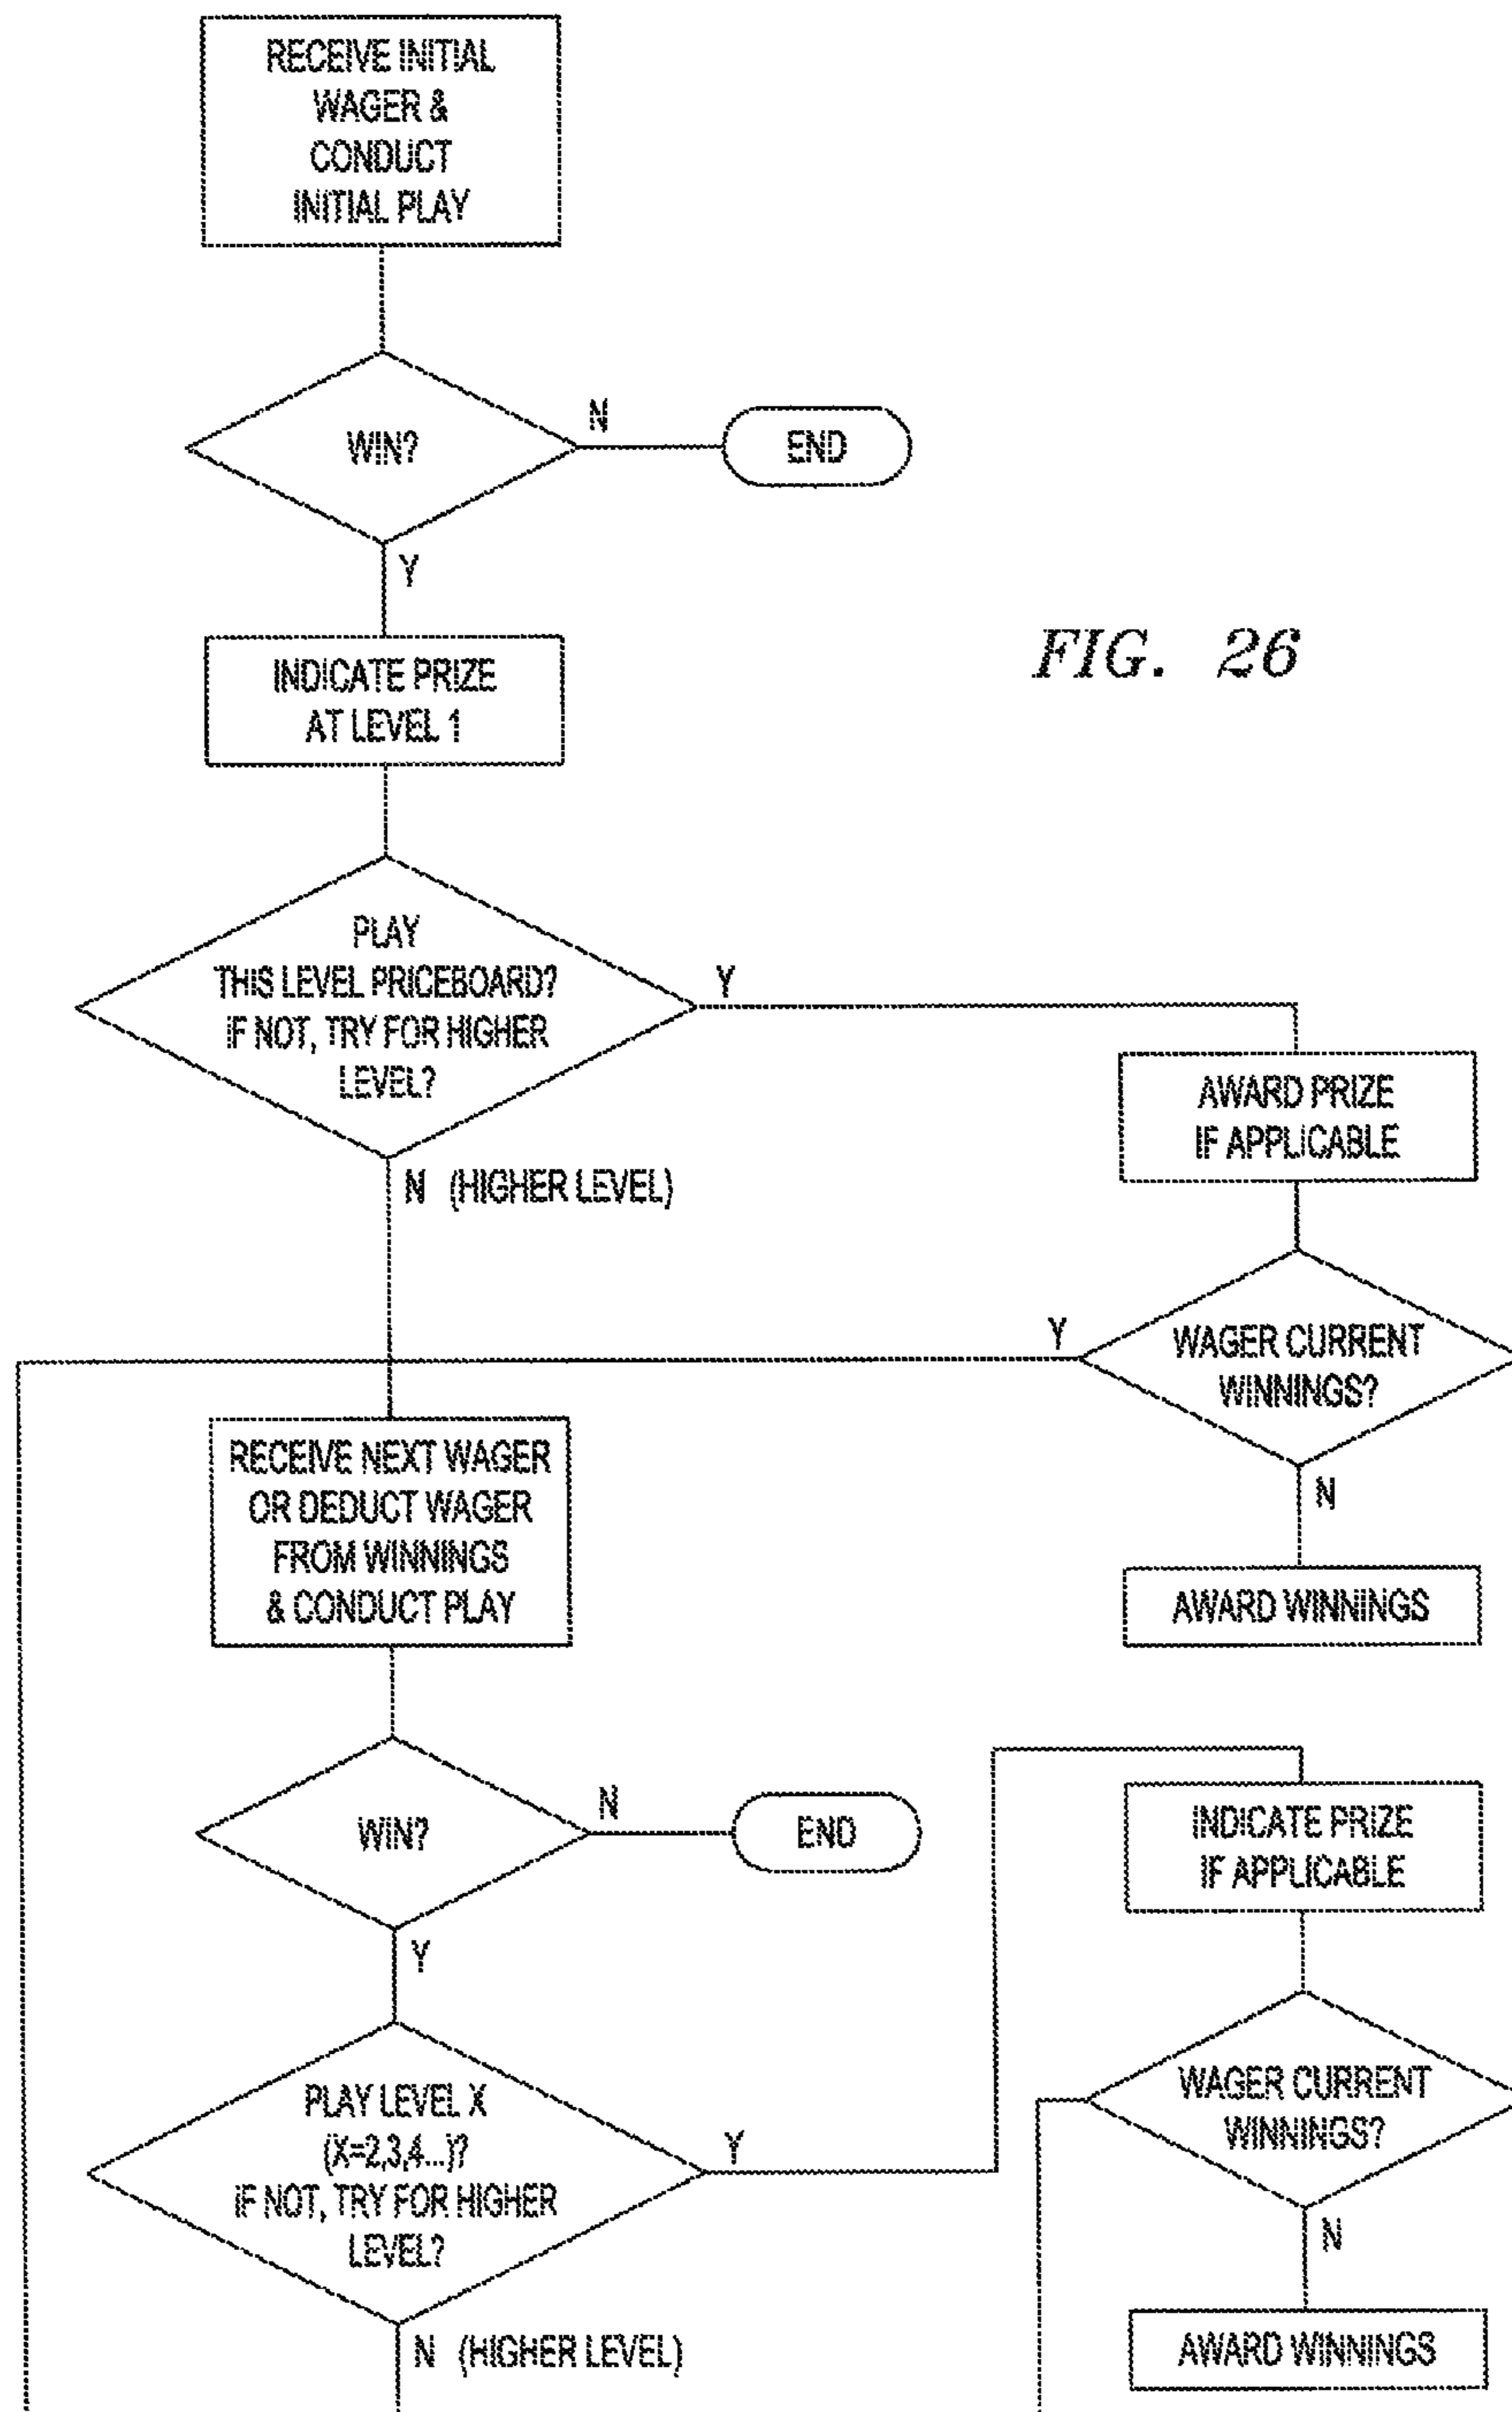 RECEIVE INITIAL
WAGER &
CONDUCT
INITIAL PLAY
WIN?
N
END
Y
INDICATE PRIZE
AT LEVEL 1
FIG. 26
PLAY
THIS LEVEL PRICEBOARD?
IF NOT, TRY FOR HIGHER
LEVEL?
Y
N (HIGHER LEVEL)
AWARD PRIZE
IF APPLICABLE
Y
WAGER CURRENT
WINNINGS?
N
AWARD WINNINGS
RECEIVE NEXT WAGER
OR DEDUCT WAGER
FROM WINNINGS
& CONDUCT PLAY
WIN?
N
END
Y
PLAY LEVEL X
(X=2,3,4...)?
IF NOT, TRY FOR HIGHER
LEVEL?
Y
N (HIGHER LEVEL)
INDICATE PRIZE
IF APPLICABLE
WAGER CURRENT
WINNINGS?
N
AWARD WINNINGS